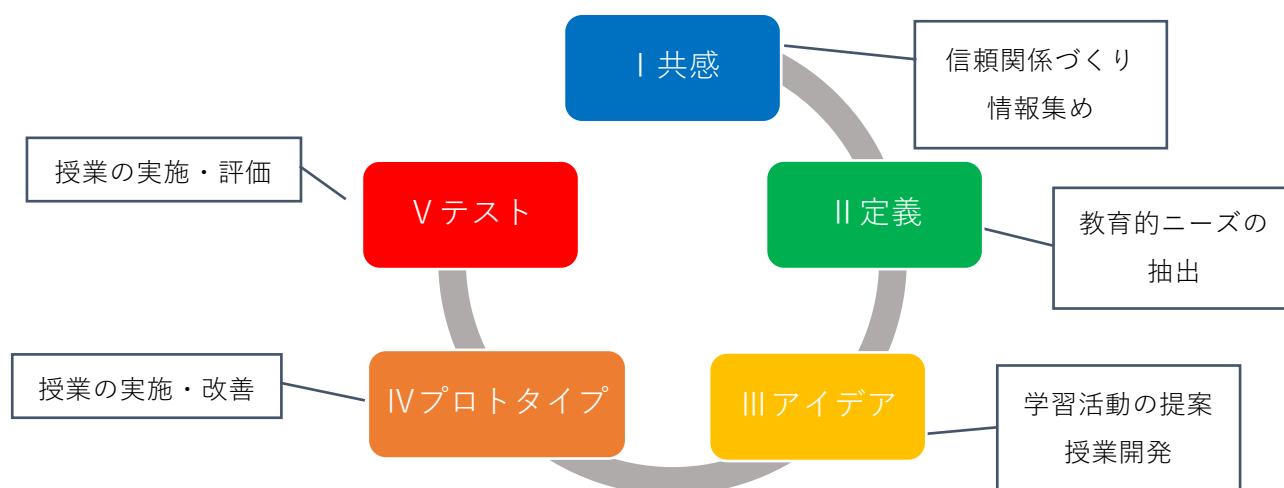 Ⅰ共感
信頼関係づくり
情報集め
Ⅱ定義
教育的ニーズの
抽出
Ⅲアイデア
学習活動の提案
授業開発
Ⅳプロトタイプ
授業の実施・改善
Ⅴテスト
授業の実施・評価